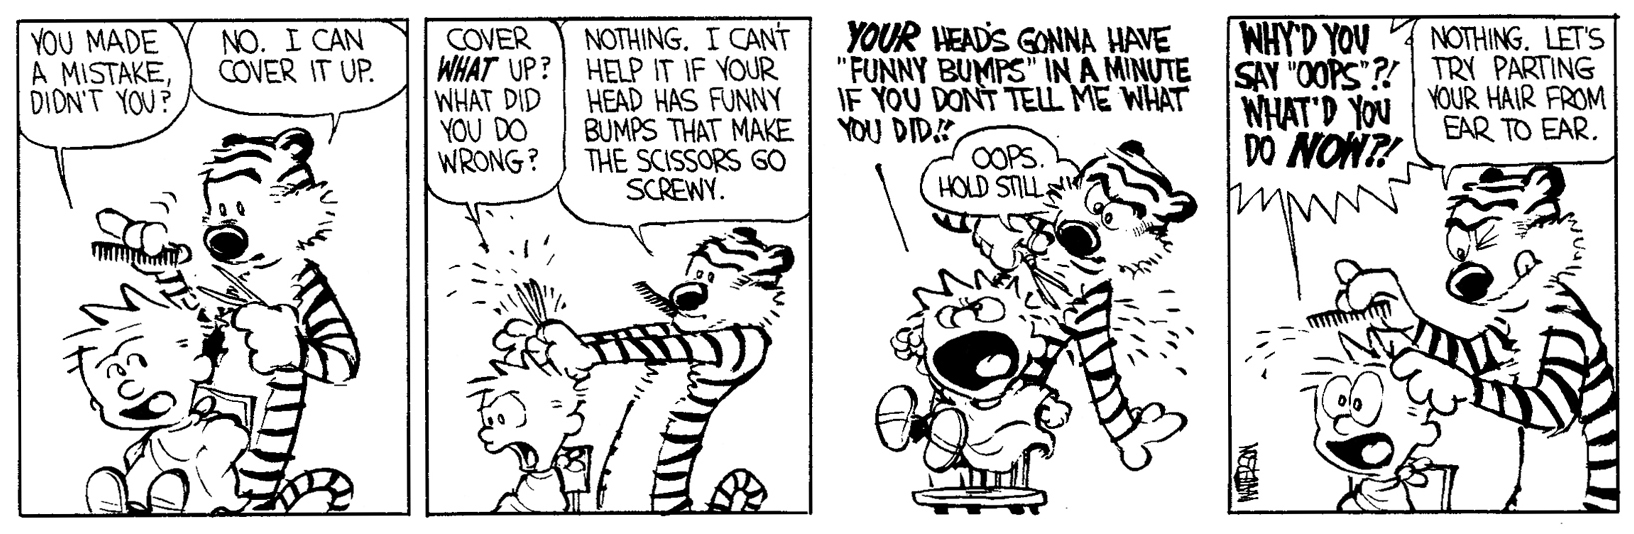 YOU MADE
A MISTAKE,
DIDN'T YOU?
NO. I CAN
COVER IT UP.
COVER
WHAT UP?
WHAT DID
YOU DO
WRONG?
NOTHING. I CAN'T
HELP IT IF YOUR
HEAD HAS FUNNY
BUMPS THAT MAKE
THE SCISSORS GO
SCREWY.
YOUR HEAD'S GONNA HAVE
"FUNNY BUMPS" IN A MINUTE
IF YOU DON'T TELL ME WHAT
YOU DID!!
OOPS.
HOLD STILL.
WHY'D YOU
SAY "OOPS"?!
WHAT'D YOU
DO NOW?!
NOTHING. LET'S
TRY PARTING
YOUR HAIR FROM
EAR TO EAR.
WATTERSON